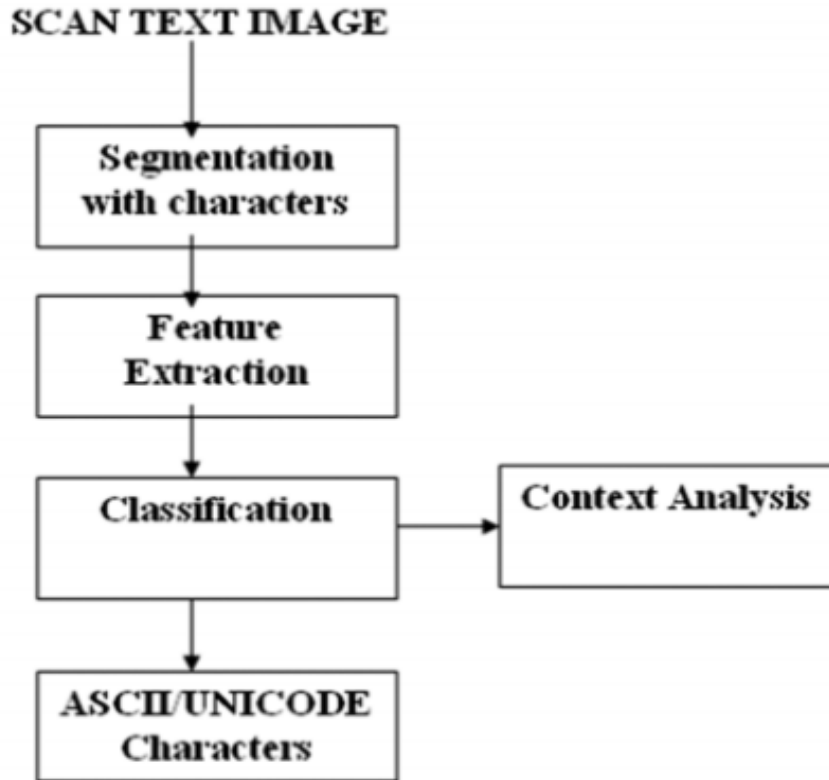 SCAN TEXT IMAGE
Segmentation
with characters
Feature
Extraction
Classification
Context Analysis
ASCII/UNICODE
Characters